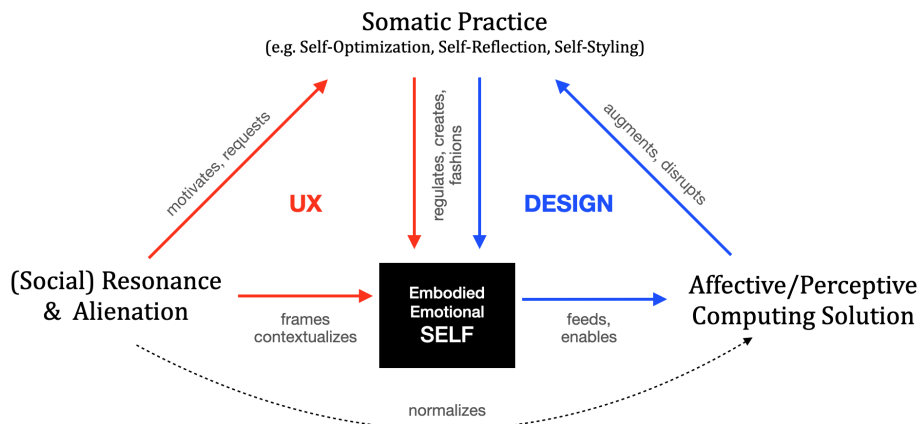 Somatic Practice
(e.g. Self-Optimization, Self-Reflection, Self-Styling)
motivates, requests
regulates, creates,
fashions
augments, disrupts
UX
DESIGN
(Social) Resonance
& Alienation
Embodied
Emotional
SELF
Affective/Perceptive
Computing Solution
frames
contextualizes
feeds,
enables
normalizes